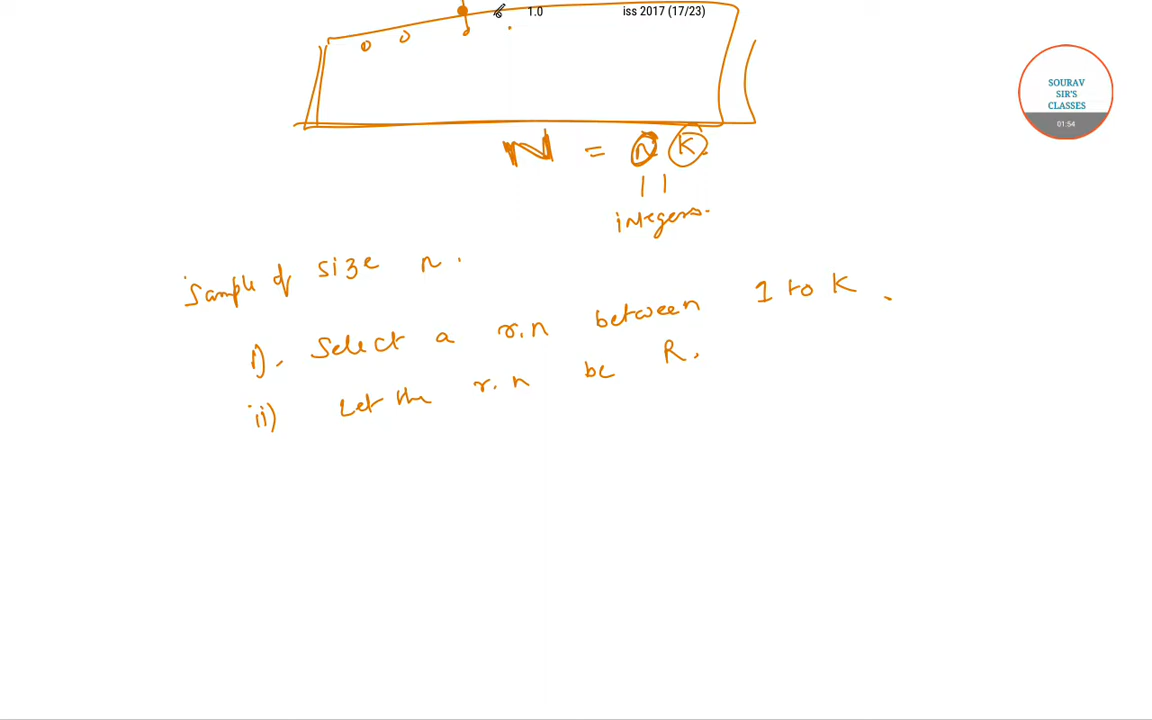 1.0
iss 2017 (17/23)
SOURAV
SIR'S
CLASSES
01:54
N = n K
integers.
Sample of size n.
i). Select a r.n between 1 to K.
ii) Let the r.n be R.